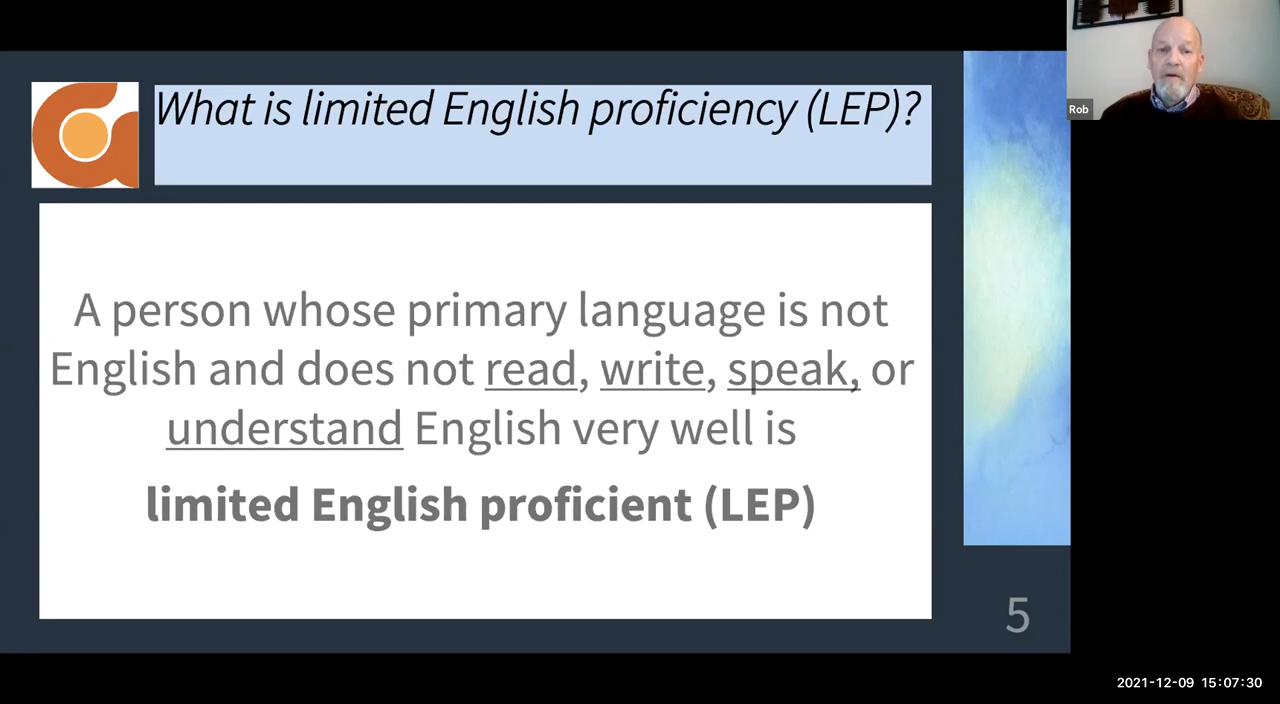 What is limited English proficiency (LEP)?
Rob
A person whose primary language is not
English and does not read, write, speak, or
understand English very well is
limited English proficient (LEP)
5
2021-12-09 15:07:30